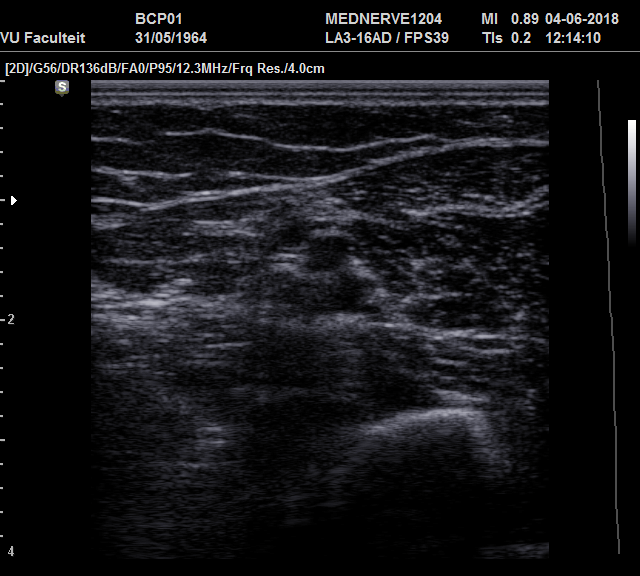 BCP01 MEDNERVE1204 MI 0.89 04-06-2018
VU Faculteit 31/05/1964 LA3-16AD / FPS39 TIs 0.2 12:14:10
[2D]/G56/DR136dB/FA0/P95/12.3MHz/Frq Res./4.0cm
S
2
4